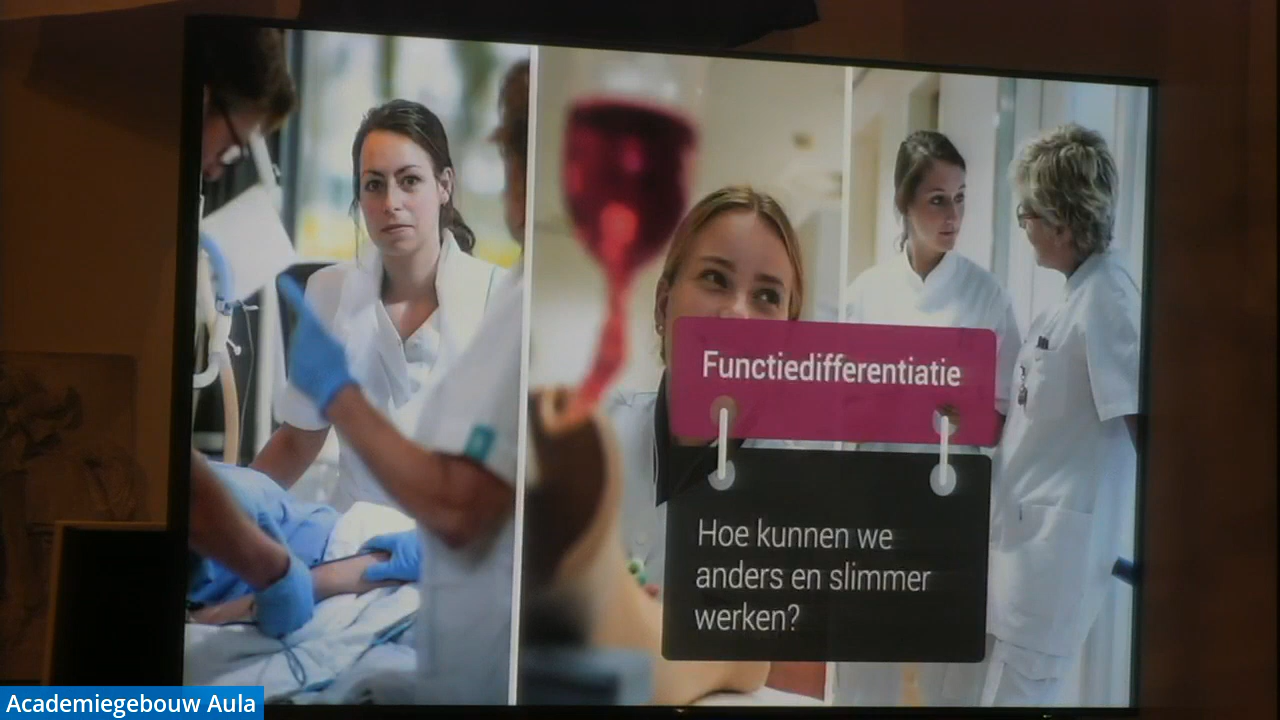 Functiedifferentiatie
Hoe kunnen we
anders en slimmer
werken?
Academiegebouw Aula